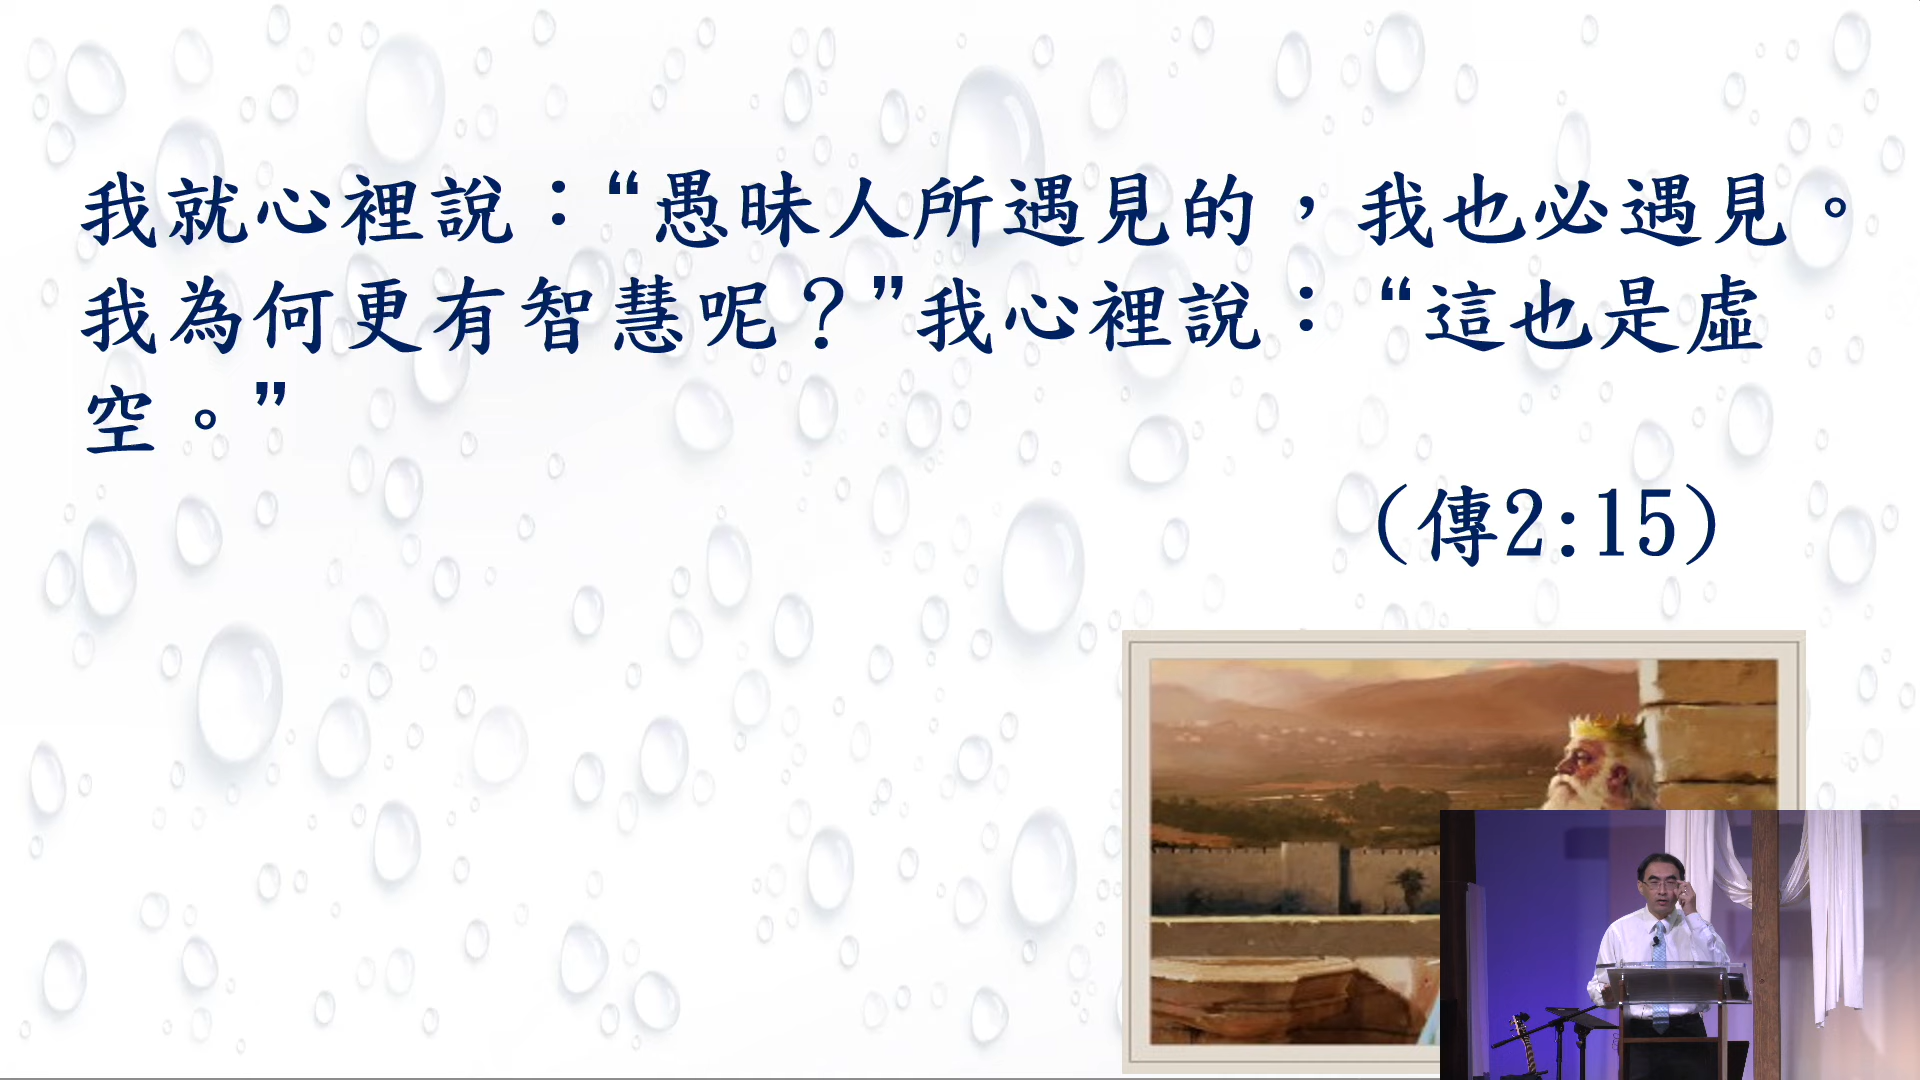 我就心裡說：“愚昧人所遇見的，我也必遇見。
我為何更有智慧呢？”我心裡說：“這也是虛
空。”
(傳2:15)